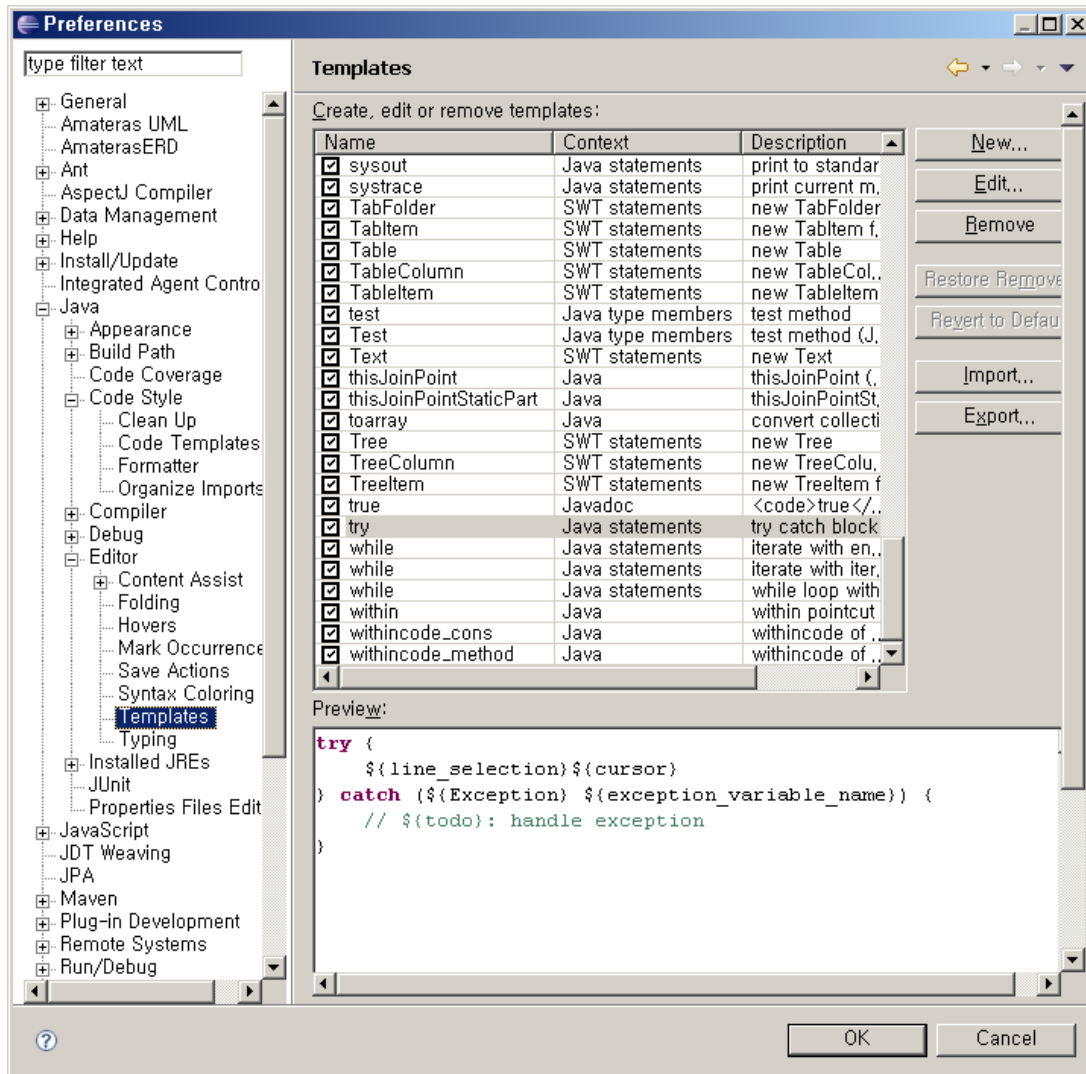 Preferences
type filter text
General
Amateras UML
AmaterasERD
Ant
AspectJ Compiler
Data Management
Help
Install/Update
Integrated Agent Contro
Java
Appearance
Build Path
Code Coverage
Code Style
Clean Up
Code Templates
Formatter
Organize Imports
Compiler
Debug
Editor
Content Assist
Folding
Hovers
Mark Occurrence
Save Actions
Syntax Coloring
Templates
Typing
Installed JREs
JUnit
Properties Files Edit
JavaScript
JDT Weaving
JPA
Maven
Plug-in Development
Remote Systems
Run/Debug
Templates
Create, edit or remove templates:
Name Context Description
sysout Java statements print to standar
systrace Java statements print current m...
TabFolder SWT statements new TabFolder
TabItem SWT statements new TabItem f...
Table SWT statements new Table
TableColumn SWT statements new TableCol...
TableItem SWT statements new TableItem
test Java type members test method
Test Java type members test method (J...
Text SWT statements new Text
thisJoinPoint Java thisJoinPoint (...
thisJoinPointStaticPart Java thisJoinPointSt...
toarray Java statements convert collecti
Tree SWT statements new Tree
TreeColumn SWT statements new TreeColu...
TreeItem SWT statements new TreeItem f
true Javadoc <code>true</...
try Java statements try catch block
while Java statements iterate with en...
while Java statements iterate with iter...
while Java statements while loop with
within Java within pointcut
withincode_cons Java withincode of ...
withincode_method Java withincode of ...
New...
Edit...
Remove
Restore Remove
Revert to Defau
Import...
Export...
Preview:
try {
    ${line_selection}${cursor}
} catch (${Exception} ${exception_variable_name}) {
    // ${todo}: handle exception
}
OK
Cancel